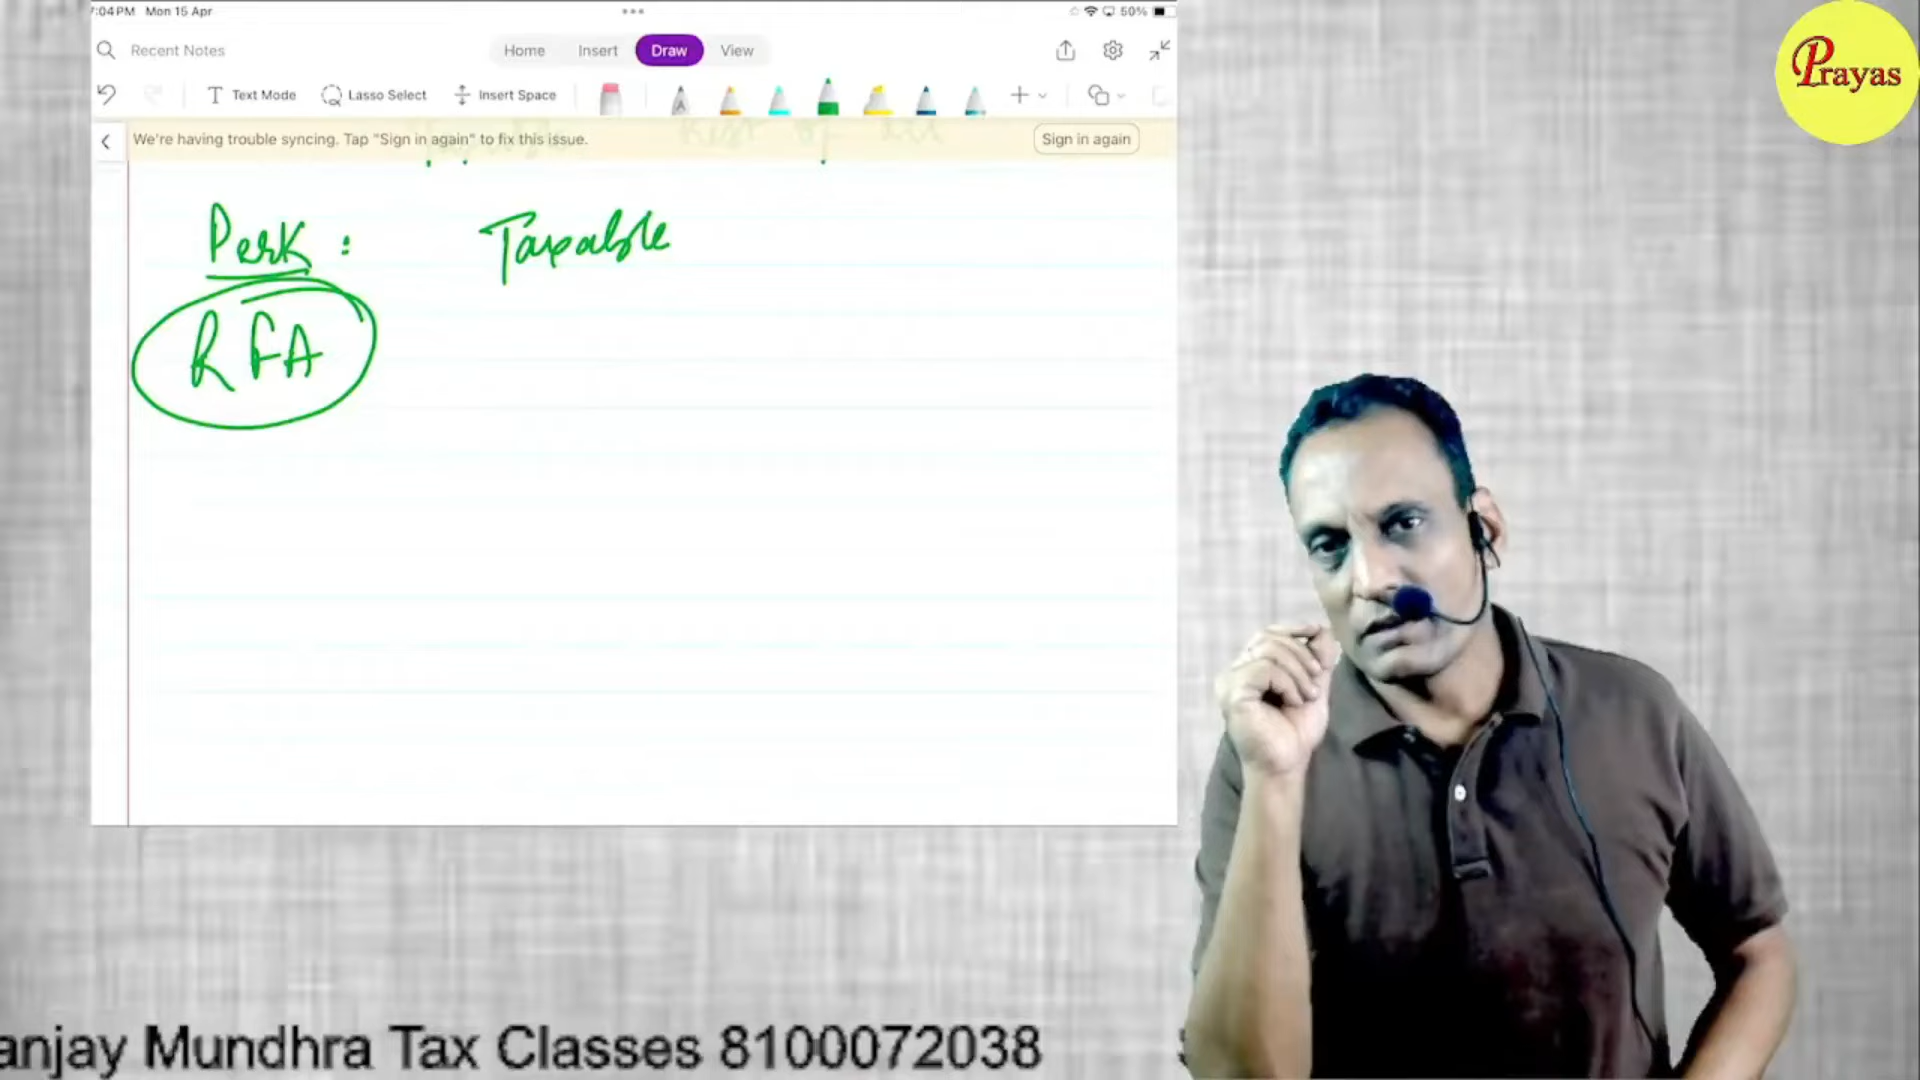 7:04 PM Mon 15 Apr
50%
Recent Notes
Home Insert Draw View
Text Mode Lasso Select Insert Space
We're having trouble syncing. Tap "Sign in again" to fix this issue.
Sign in again
Perk : Taxable
RFA
Prayas
anjay Mundhra Tax Classes 8100072038